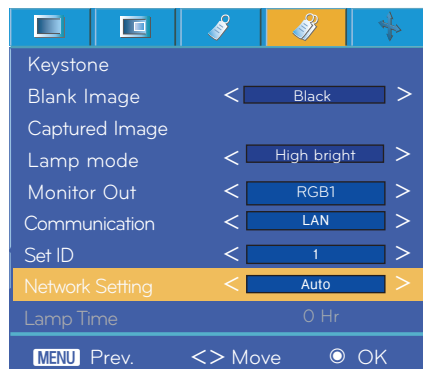 Keystone
Blank Image < Black >
Captured Image
Lamp mode < High bright >
Monitor Out < RGB1 >
Communication < LAN >
Set ID < 1 >
Network Setting < Auto >
Lamp Time 0 Hr
MENU Prev. <> Move ◉ OK